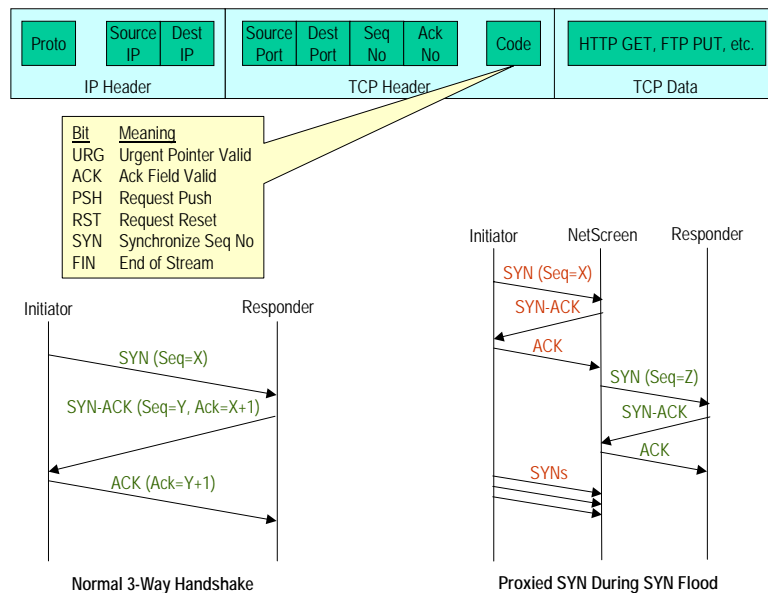 Proto
Source IP
Dest IP
Source Port
Dest Port
Seq No
Ack No
Code
HTTP GET, FTP PUT, etc.
IP Header
TCP Header
TCP Data
Bit Meaning
URG Urgent Pointer Valid
ACK Ack Field Valid
PSH Request Push
RST Request Reset
SYN Synchronize Seq No
FIN End of Stream
Initiator
Responder
SYN (Seq=X)
SYN-ACK (Seq=Y, Ack=X+1)
ACK (Ack=Y+1)
Normal 3-Way Handshake
Initiator
NetScreen
Responder
SYN (Seq=X)
SYN-ACK
ACK
SYN (Seq=Z)
SYN-ACK
ACK
SYNs
Proxied SYN During SYN Flood